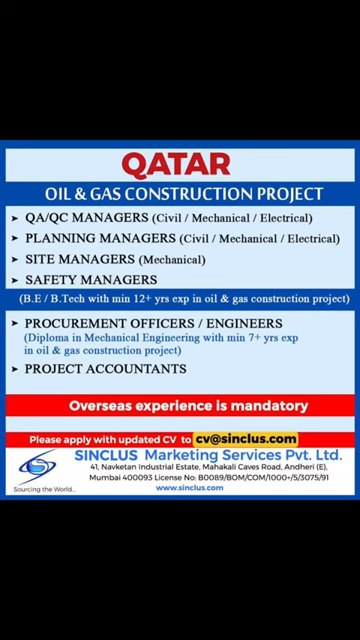 QATAR
OIL & GAS CONSTRUCTION PROJECT
➤ QA/QC MANAGERS (Civil / Mechanical / Electrical)
➤ PLANNING MANAGERS (Civil / Mechanical / Electrical)
➤ SITE MANAGERS (Mechanical)
➤ SAFETY MANAGERS
(B.E / B.Tech with min 12+ yrs exp in oil & gas construction project)
➤ PROCUREMENT OFFICERS / ENGINEERS
(Diploma in Mechanical Engineering with min 7+ yrs exp
in oil & gas construction project)
➤ PROJECT ACCOUNTANTS
Overseas experience is mandatory
Please apply with updated CV to cv@sinclus.com
SINCLUS Marketing Services Pvt. Ltd.
41, Navketan Industrial Estate, Mahakali Caves Road, Andheri (E),
Mumbai 400093 License No: B0089/BOM/COM/1000+/5/3075/91
Sourcing the World...
www.sinclus.com